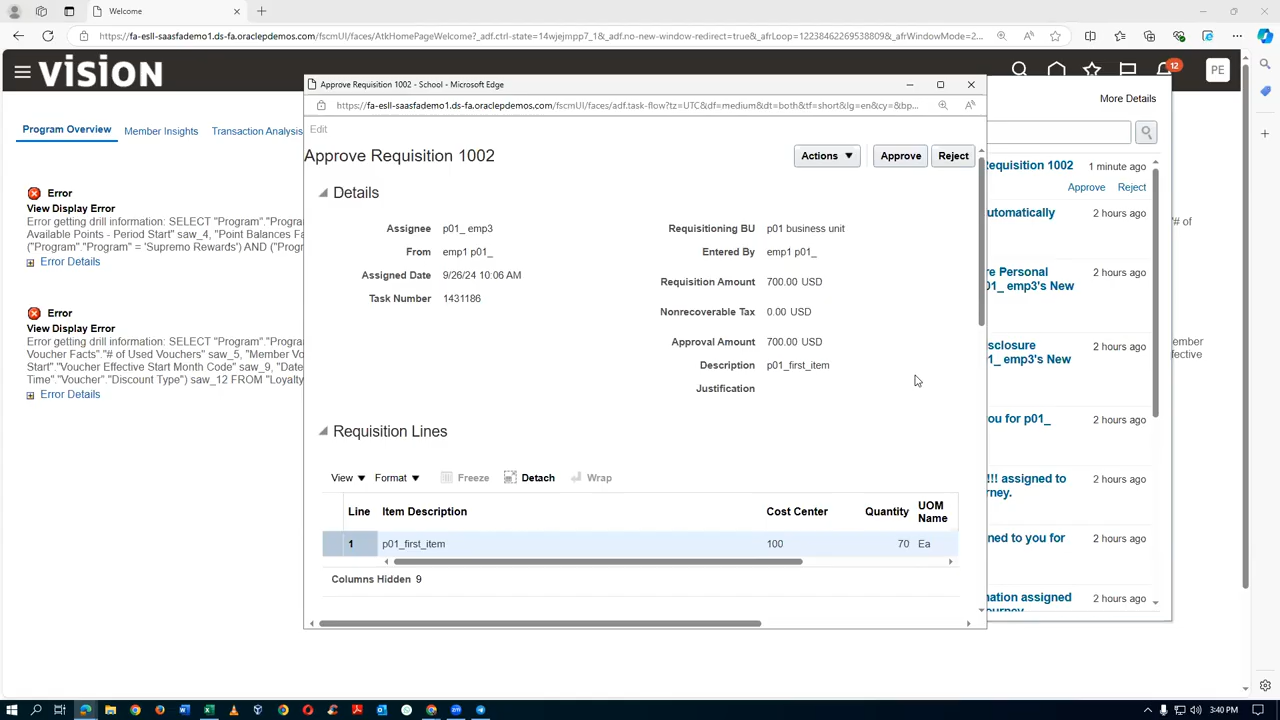 Welcome
https://fa-esll-saasfademo1.ds-fa.oraclepdemos.com/fscmUI/faces/AtkHomePageWelcome?_adf.ctrl-state=14wjejmpp7_1&_adf.no-new-window-redirect=true&_afrLoop=12238462269538809&_afrWindowMode=2...
vision
12
PE
Program Overview
Member Insights
Transaction Analysis
Error
View Display Error
Error getting drill information: SELECT "Program"."Progra
Available Points - Period Start" saw_4, "Point Balances Fa
("Program"."Program" = 'Supremo Rewards') AND ("Prog
Error Details
Error
View Display Error
Error getting drill information: SELECT "Program"."Progra
Voucher Facts"."# of Used Vouchers" saw_5, "Member Vo
Start"."Voucher Effective Start Month Code" saw_9, "Date
Time"."Voucher"."Discount Type") saw_12 FROM "Loyalty
Error Details
Approve Requisition 1002 - School - Microsoft Edge
https://fa-esll-saasfademo1.ds-fa.oraclepdemos.com/fscmUI/faces/adf.task-flow?tz=UTC&df=medium&dt=both&tf=short&lg=en&cy=&bp...
Edit
Approve Requisition 1002
Actions
Approve
Reject
Details
Assignee p01_ emp3
From emp1 p01_
Assigned Date 9/26/24 10:06 AM
Task Number 1431186
Requisitioning BU p01 business unit
Entered By emp1 p01_
Requisition Amount 700.00 USD
Nonrecoverable Tax 0.00 USD
Approval Amount 700.00 USD
Description p01_first_item
Justification
Requisition Lines
View Format Freeze Detach Wrap
Line Item Description Cost Center Quantity UOM Name
1 p01_first_item 100 70 Ea
Columns Hidden 9
More Details
equisition 1002 1 minute ago
Approve Reject
utomatically 2 hours ago
re Personal 2 hours ago
01_ emp3's New
sclosure 2 hours ago
1_ emp3's New
ou for p01_ 2 hours ago
!!! assigned to 2 hours ago
rney.
ned to you for 2 hours ago
nation assigned 2 hours ago
"# of
ember
fective
3:40 PM